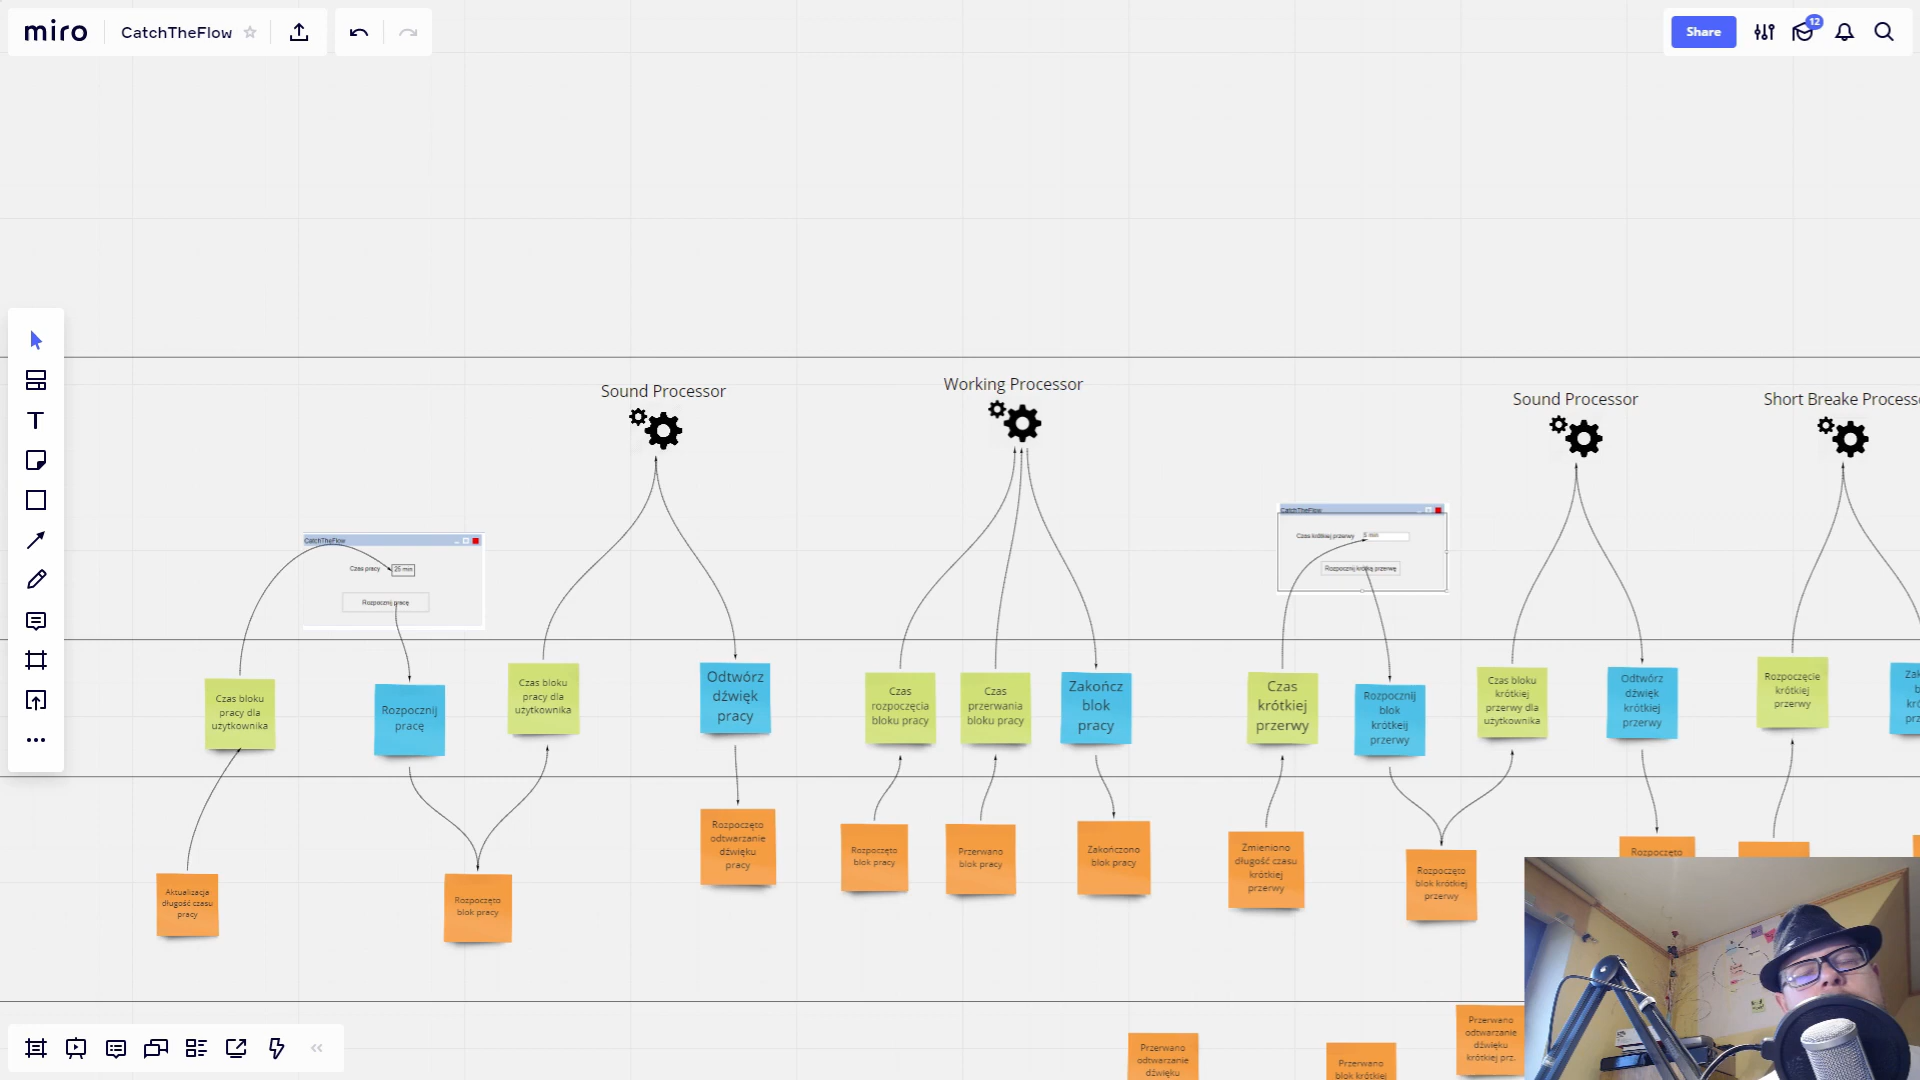 miro
CatchTheFlow
Share
12
Sound Processor
Working Processor
Sound Processor
Short Breake Process
CatchTheFlow
Czas pracy
25 min
Rozpocznij pracę
CatchTheFlow
Czas krótkiej przerwy
5 min
Rozpocznij krótką przerwę
Czas bloku
pracy dla
użytkownika
Rozpocznij
pracę
Czas bloku
pracy dla
użytkownika
Odtwórz
dźwięk
pracy
Czas
rozpoczęcia
bloku pracy
Czas
przerwania
bloku pracy
Zakończ
blok
pracy
Czas
krótkiej
przerwy
Rozpocznij
blok
krótkeij
przerwy
Czas bloku
krótkiej
przerwy dla
użytkownika
Odtwórz
dźwięk
krótkiej
przerwy
Rozpoczęcie
krótkiej
przerwy
Aktualizacja
długość czasu
pracy
Rozpoczęto
blok pracy
Rozpoczęto
odtwarzanie
dźwięku
pracy
Rozpoczęto
blok pracy
Przerwano
blok pracy
Zakończono
blok pracy
Zmieniono
długość czasu
krótkiej
przerwy
Rozpoczęto
blok krótkiej
przerwy
Rozpoczęto
Przerwano
odtwarzanie
dźwięku
Przerwano
blok krótkiej
Przerwano
odtwarzanie
dźwięku
krótkiej prz.